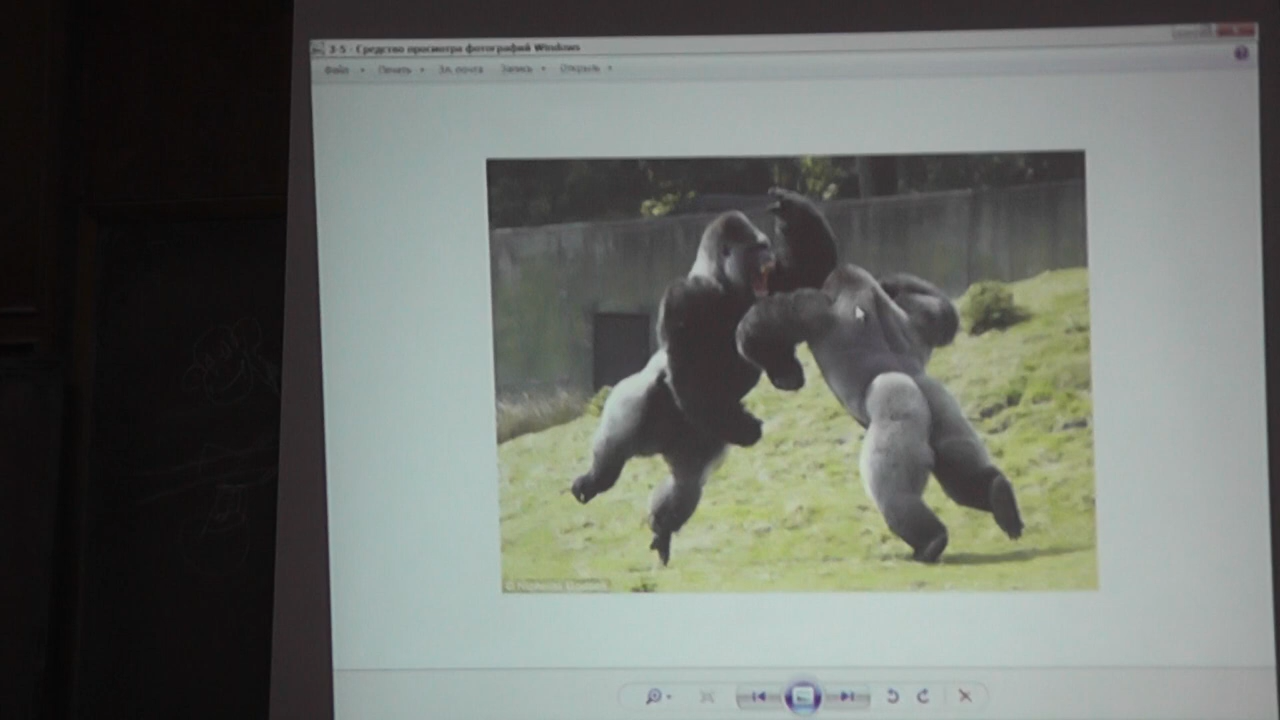 3-5 - Средство просмотра фотографий Windows
Файл Печать Эл. почта Запись Открыть